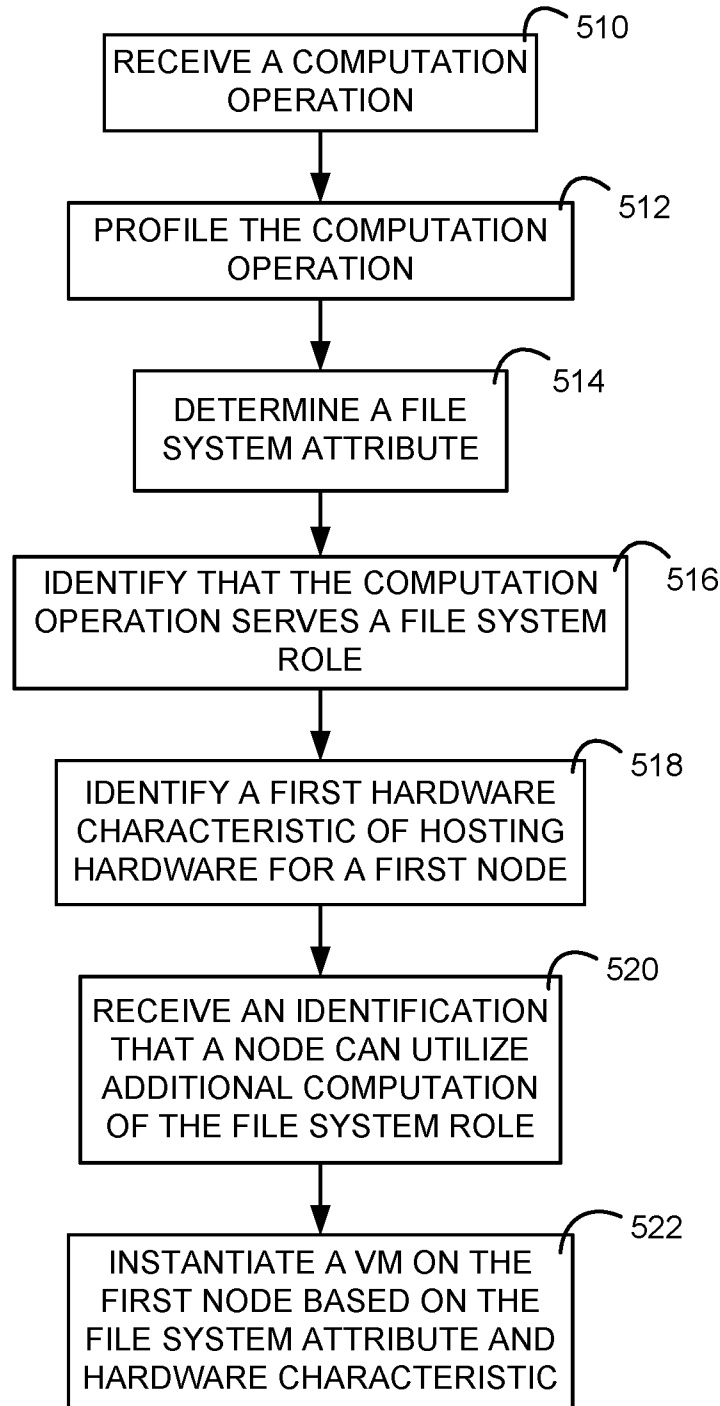 510
RECEIVE A COMPUTATION
OPERATION
512
PROFILE THE COMPUTATION
OPERATION
514
DETERMINE A FILE
SYSTEM ATTRIBUTE
516
IDENTIFY THAT THE COMPUTATION
OPERATION SERVES A FILE SYSTEM
ROLE
518
IDENTIFY A FIRST HARDWARE
CHARACTERISTIC OF HOSTING
HARDWARE FOR A FIRST NODE
520
RECEIVE AN IDENTIFICATION
THAT A NODE CAN UTILIZE
ADDITIONAL COMPUTATION
OF THE FILE SYSTEM ROLE
522
INSTANTIATE A VM ON THE
FIRST NODE BASED ON THE
FILE SYSTEM ATTRIBUTE AND
HARDWARE CHARACTERISTIC